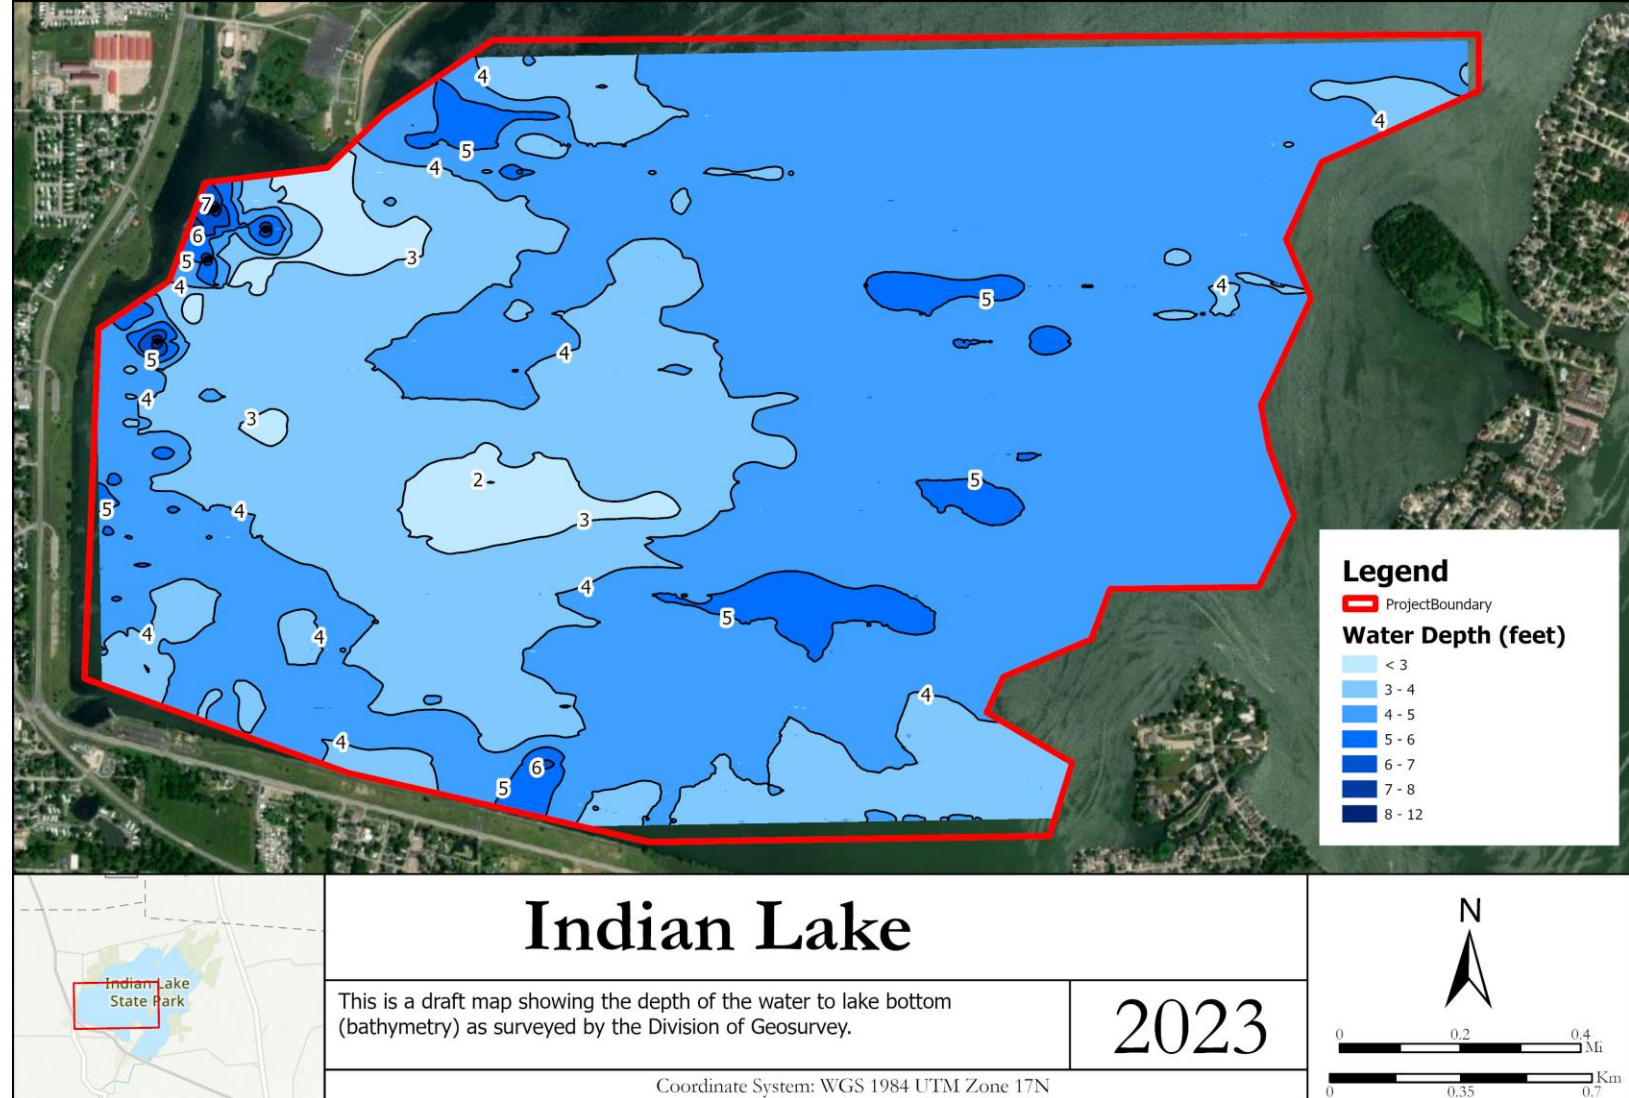 4
5
4
7
6
5
4
3
5
4
3
4
4
4
5
2
3
5
5
4
4
5
4
4
4
4
5
6
4
Legend
ProjectBoundary
Water Depth (feet)
< 3
3 - 4
4 - 5
5 - 6
6 - 7
7 - 8
8 - 12
Indian Lake
State Park
Indian Lake
This is a draft map showing the depth of the water to lake bottom
(bathymetry) as surveyed by the Division of Geosurvey.
2023
Coordinate System: WGS 1984 UTM Zone 17N
N
0 0.2 0.4
Mi
Km
0 0.35 0.7